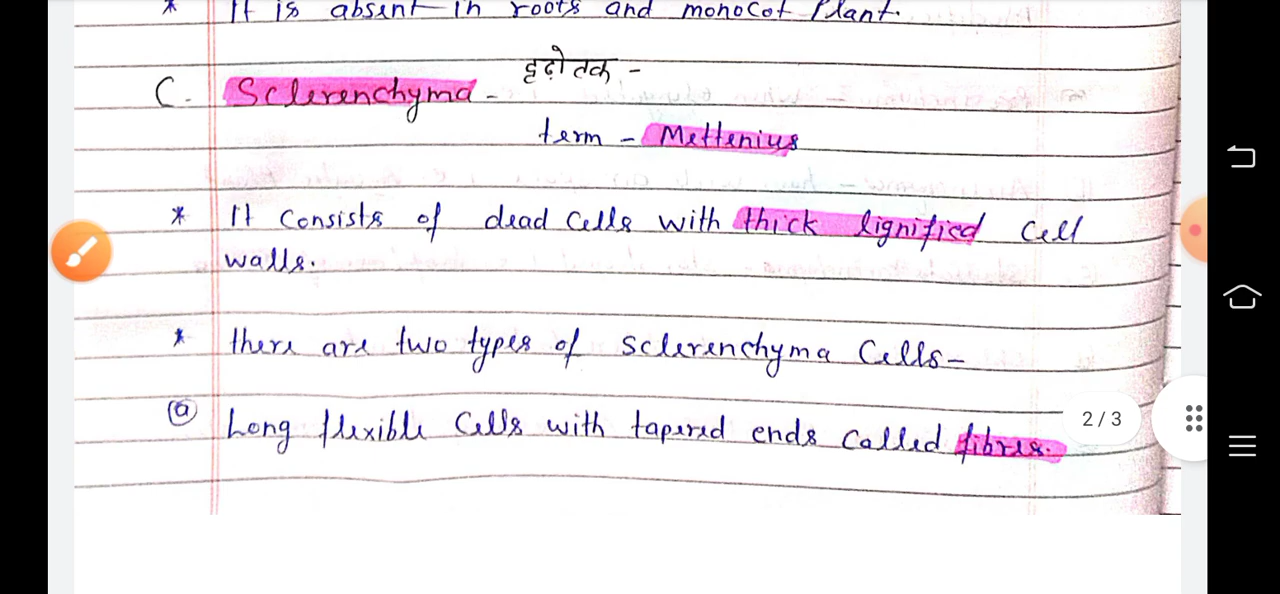 * It is absent in roots and monocot Plant.
दृढ़ोतक -
C. Sclerenchyma -
term - Mettenius
* It Consists of dead Cells with thick lignified Cell
walls.
* there are two types of Sclerenchyma Cells-
(a) Long flexible Cells with tapered ends Called fibres.
2/3